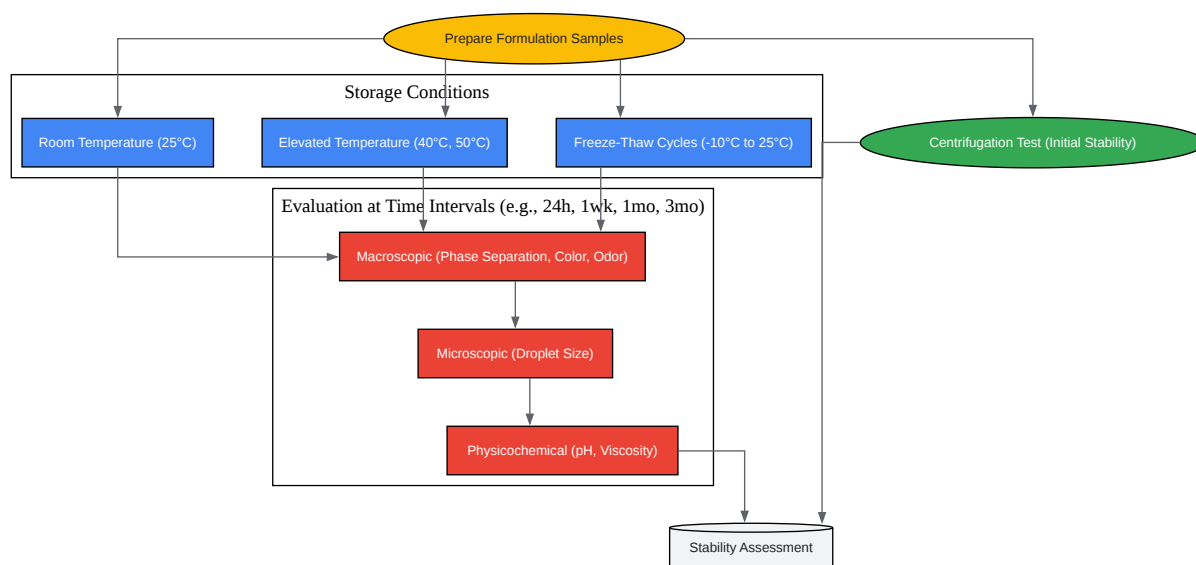 Prepare Formulation Samples
Storage Conditions
Room Temperature (25°C)
Elevated Temperature (40°C, 50°C)
Freeze-Thaw Cycles (-10°C to 25°C)
Centrifugation Test (Initial Stability)
Evaluation at Time Intervals (e.g., 24h, 1wk, 1mo, 3mo)
Macroscopic (Phase Separation, Color, Odor)
Microscopic (Droplet Size)
Physicochemical (pH, Viscosity)
Stability Assessment